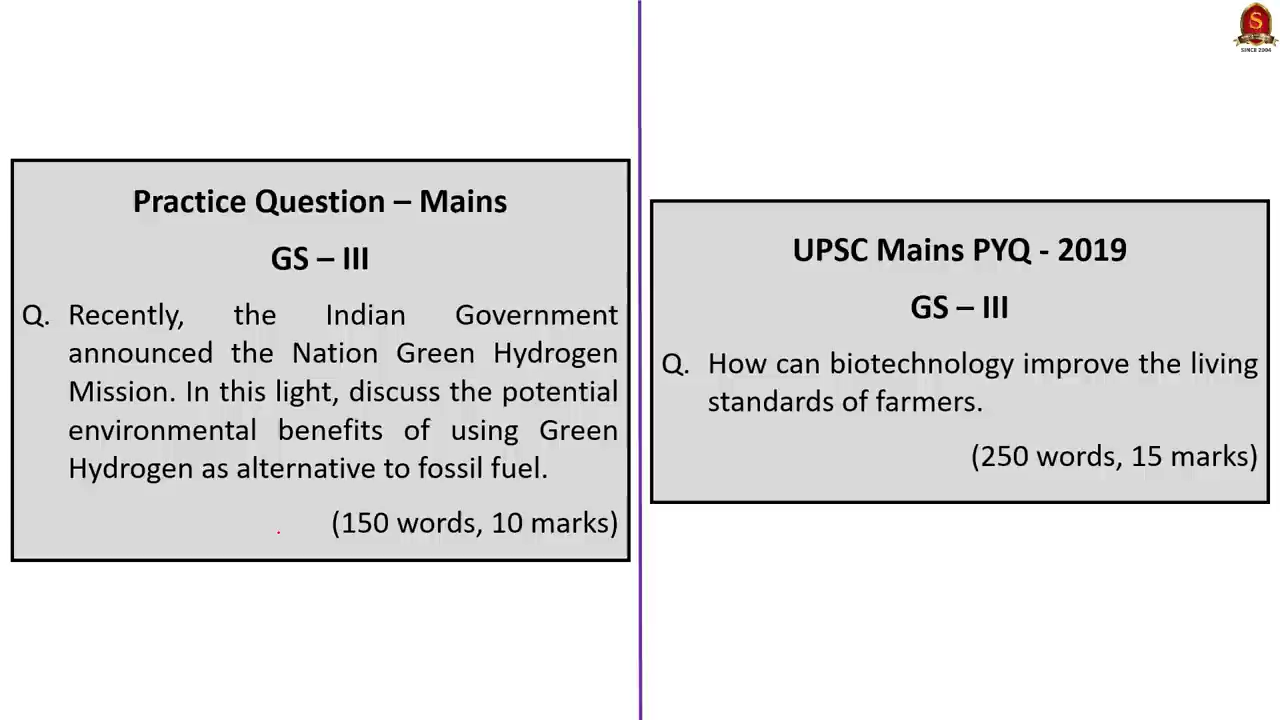 S
SINCE 2004
Practice Question – Mains
GS – III
Q. Recently, the Indian Government
announced the Nation Green Hydrogen
Mission. In this light, discuss the potential
environmental benefits of using Green
Hydrogen as alternative to fossil fuel.
(150 words, 10 marks)
UPSC Mains PYQ - 2019
GS – III
Q. How can biotechnology improve the living
standards of farmers.
(250 words, 15 marks)